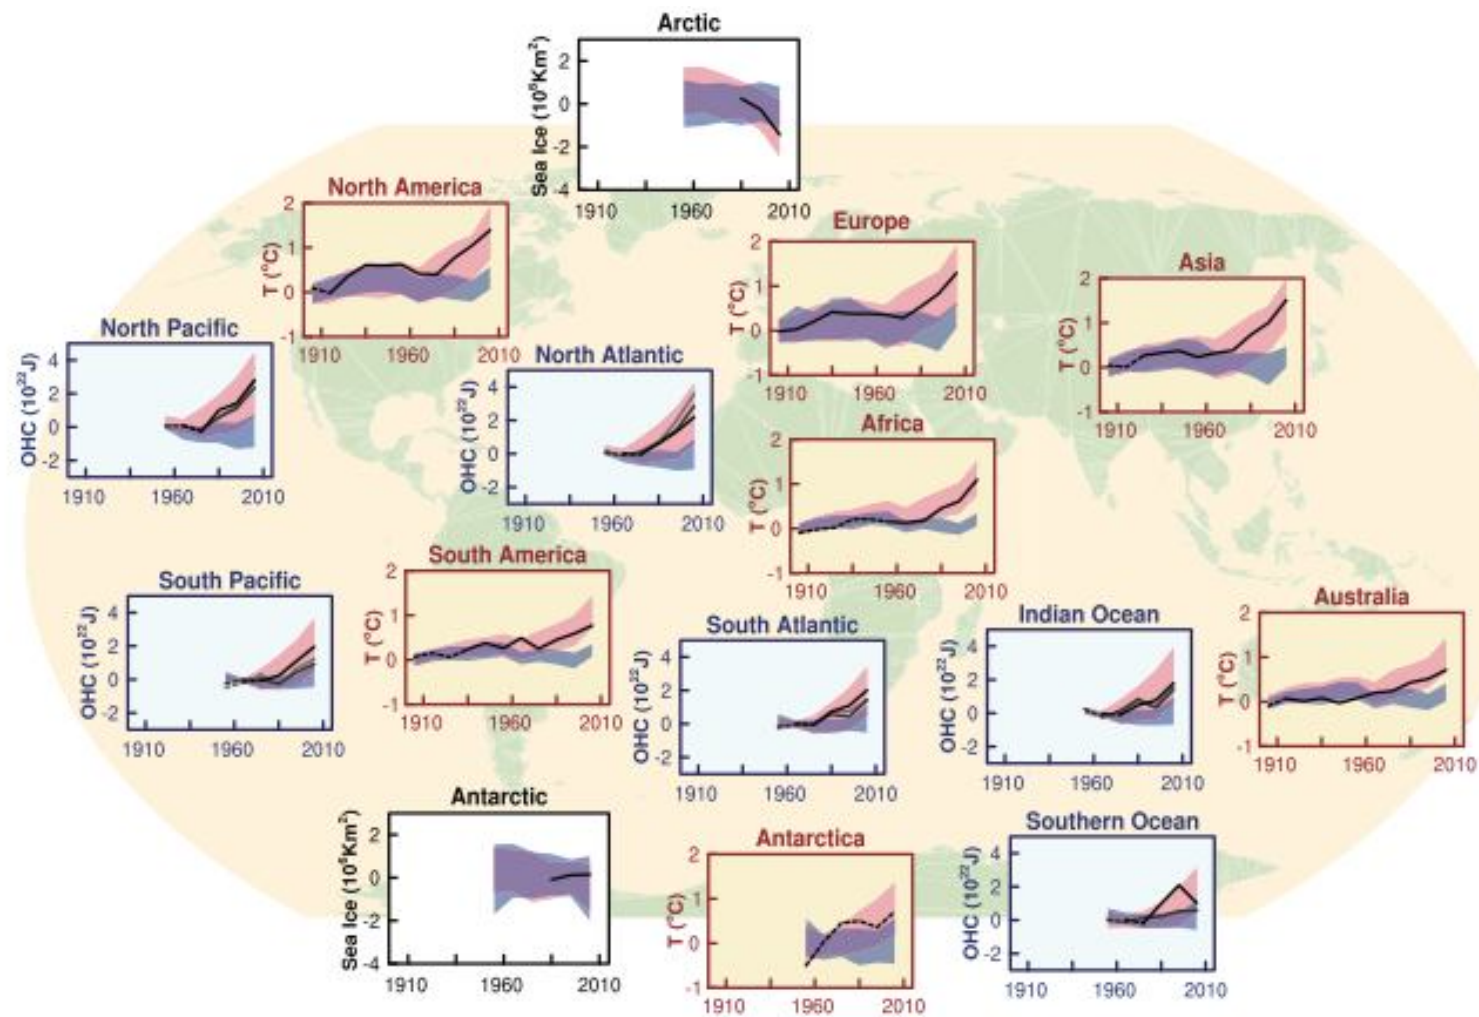 Arctic
Sea Ice (10⁶Km²)
2
0
-2
-4
1910 1960 2010
North America
T (°C)
2
1
0
-1
1910 1960 2010
Europe
T (°C)
2
1
0
-1
1910 1960 2010
Asia
T (°C)
2
1
0
-1
1910 1960 2010
North Pacific
OHC (10²²J)
4
2
0
-2
1910 1960 2010
North Atlantic
OHC (10²²J)
4
2
0
-2
1910 1960 2010
Africa
T (°C)
2
1
0
-1
1910 1960 2010
South Pacific
OHC (10²²J)
4
2
0
-2
1910 1960 2010
South America
T (°C)
2
1
0
-1
1910 1960 2010
South Atlantic
OHC (10²²J)
4
2
0
-2
1910 1960 2010
Indian Ocean
OHC (10²²J)
4
2
0
-2
1910 1960 2010
Australia
T (°C)
2
1
0
-1
1910 1960 2010
Antarctic
Sea Ice (10⁶Km²)
2
0
-2
-4
1910 1960 2010
Antarctica
T (°C)
2
1
0
-1
1910 1960 2010
Southern Ocean
OHC (10²²J)
4
2
0
-2
1910 1960 2010